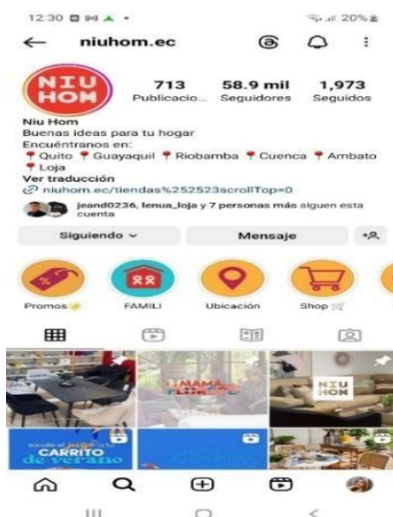 12:30
20%
niuhom.ec
NIU
HOM
713
58.9 mil
1,973
Publicacio...
Seguidores
Seguidos
Niu Hom
Buenas ideas para tu hogar
Encuéntranos en:
Quito Guayaquil Riobamba Cuenca Ambato
Loja
Ver traducción
niuhom.ec/tiendas%252523scrollTop=0
jeand0236, lenua_loja y 7 personas más siguen esta
cuenta
Siguiendo
Mensaje
Promos
FAMILI
Ubicación
Shop
MAMÁ
NIU
HOM
CARRITO
de verano